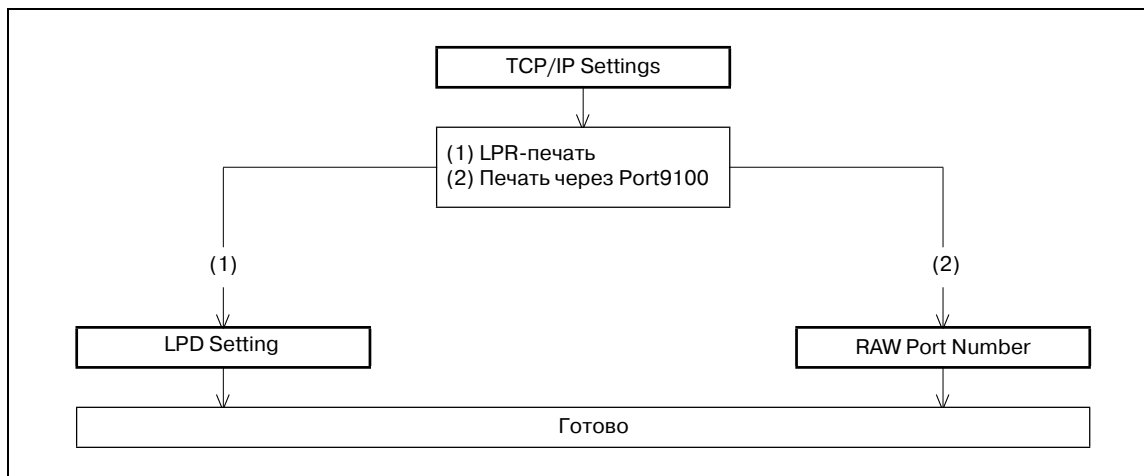 TCP/IP Settings
(1) LPR-печать
(2) Печать через Port9100
(1)
(2)
LPD Setting
RAW Port Number
Готово